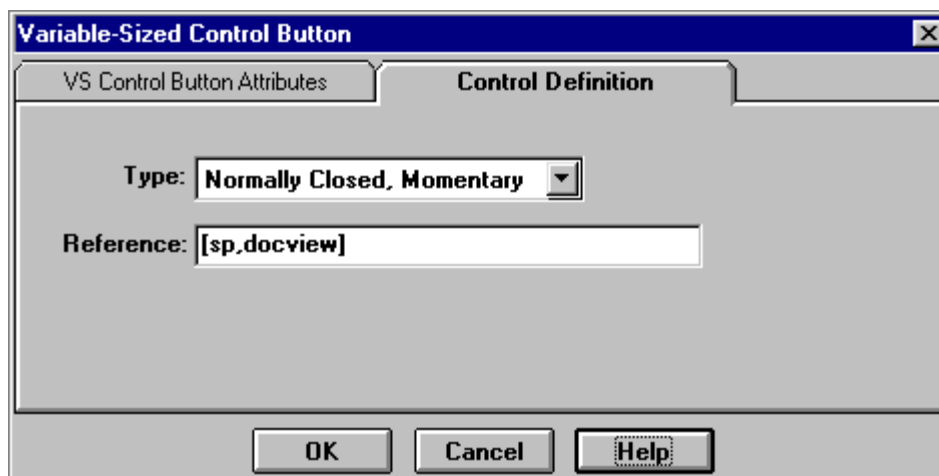 Variable-Sized Control Button
VS Control Button Attributes Control Definition
Type: Normally Closed, Momentary
Reference: [sp,docview]
OK Cancel Help